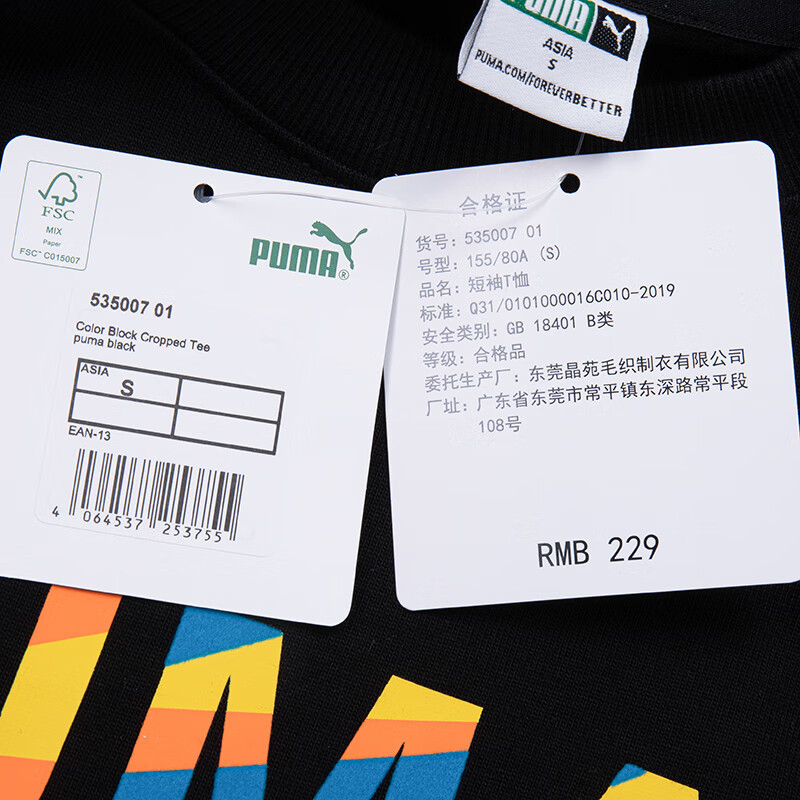 PUMA
ASIA
S
PUMA.COM/FOREVERBETTER
FSC
MIX
Paper
FSC™ C015007
PUMA®
535007 01
Color Block Cropped Tee
puma black
ASIA
S
EAN-13
4 064537 253755
合格证
货号: 535007 01
号型: 155/80A (S)
品名: 短袖T恤
标准: Q31/0101000016C010-2019
安全类别: GB 18401 B类
等级: 合格品
委托生产厂: 东莞晶苑毛织制衣有限公司
厂址: 广东省东莞市常平镇东深路常平段
108号
RMB 229